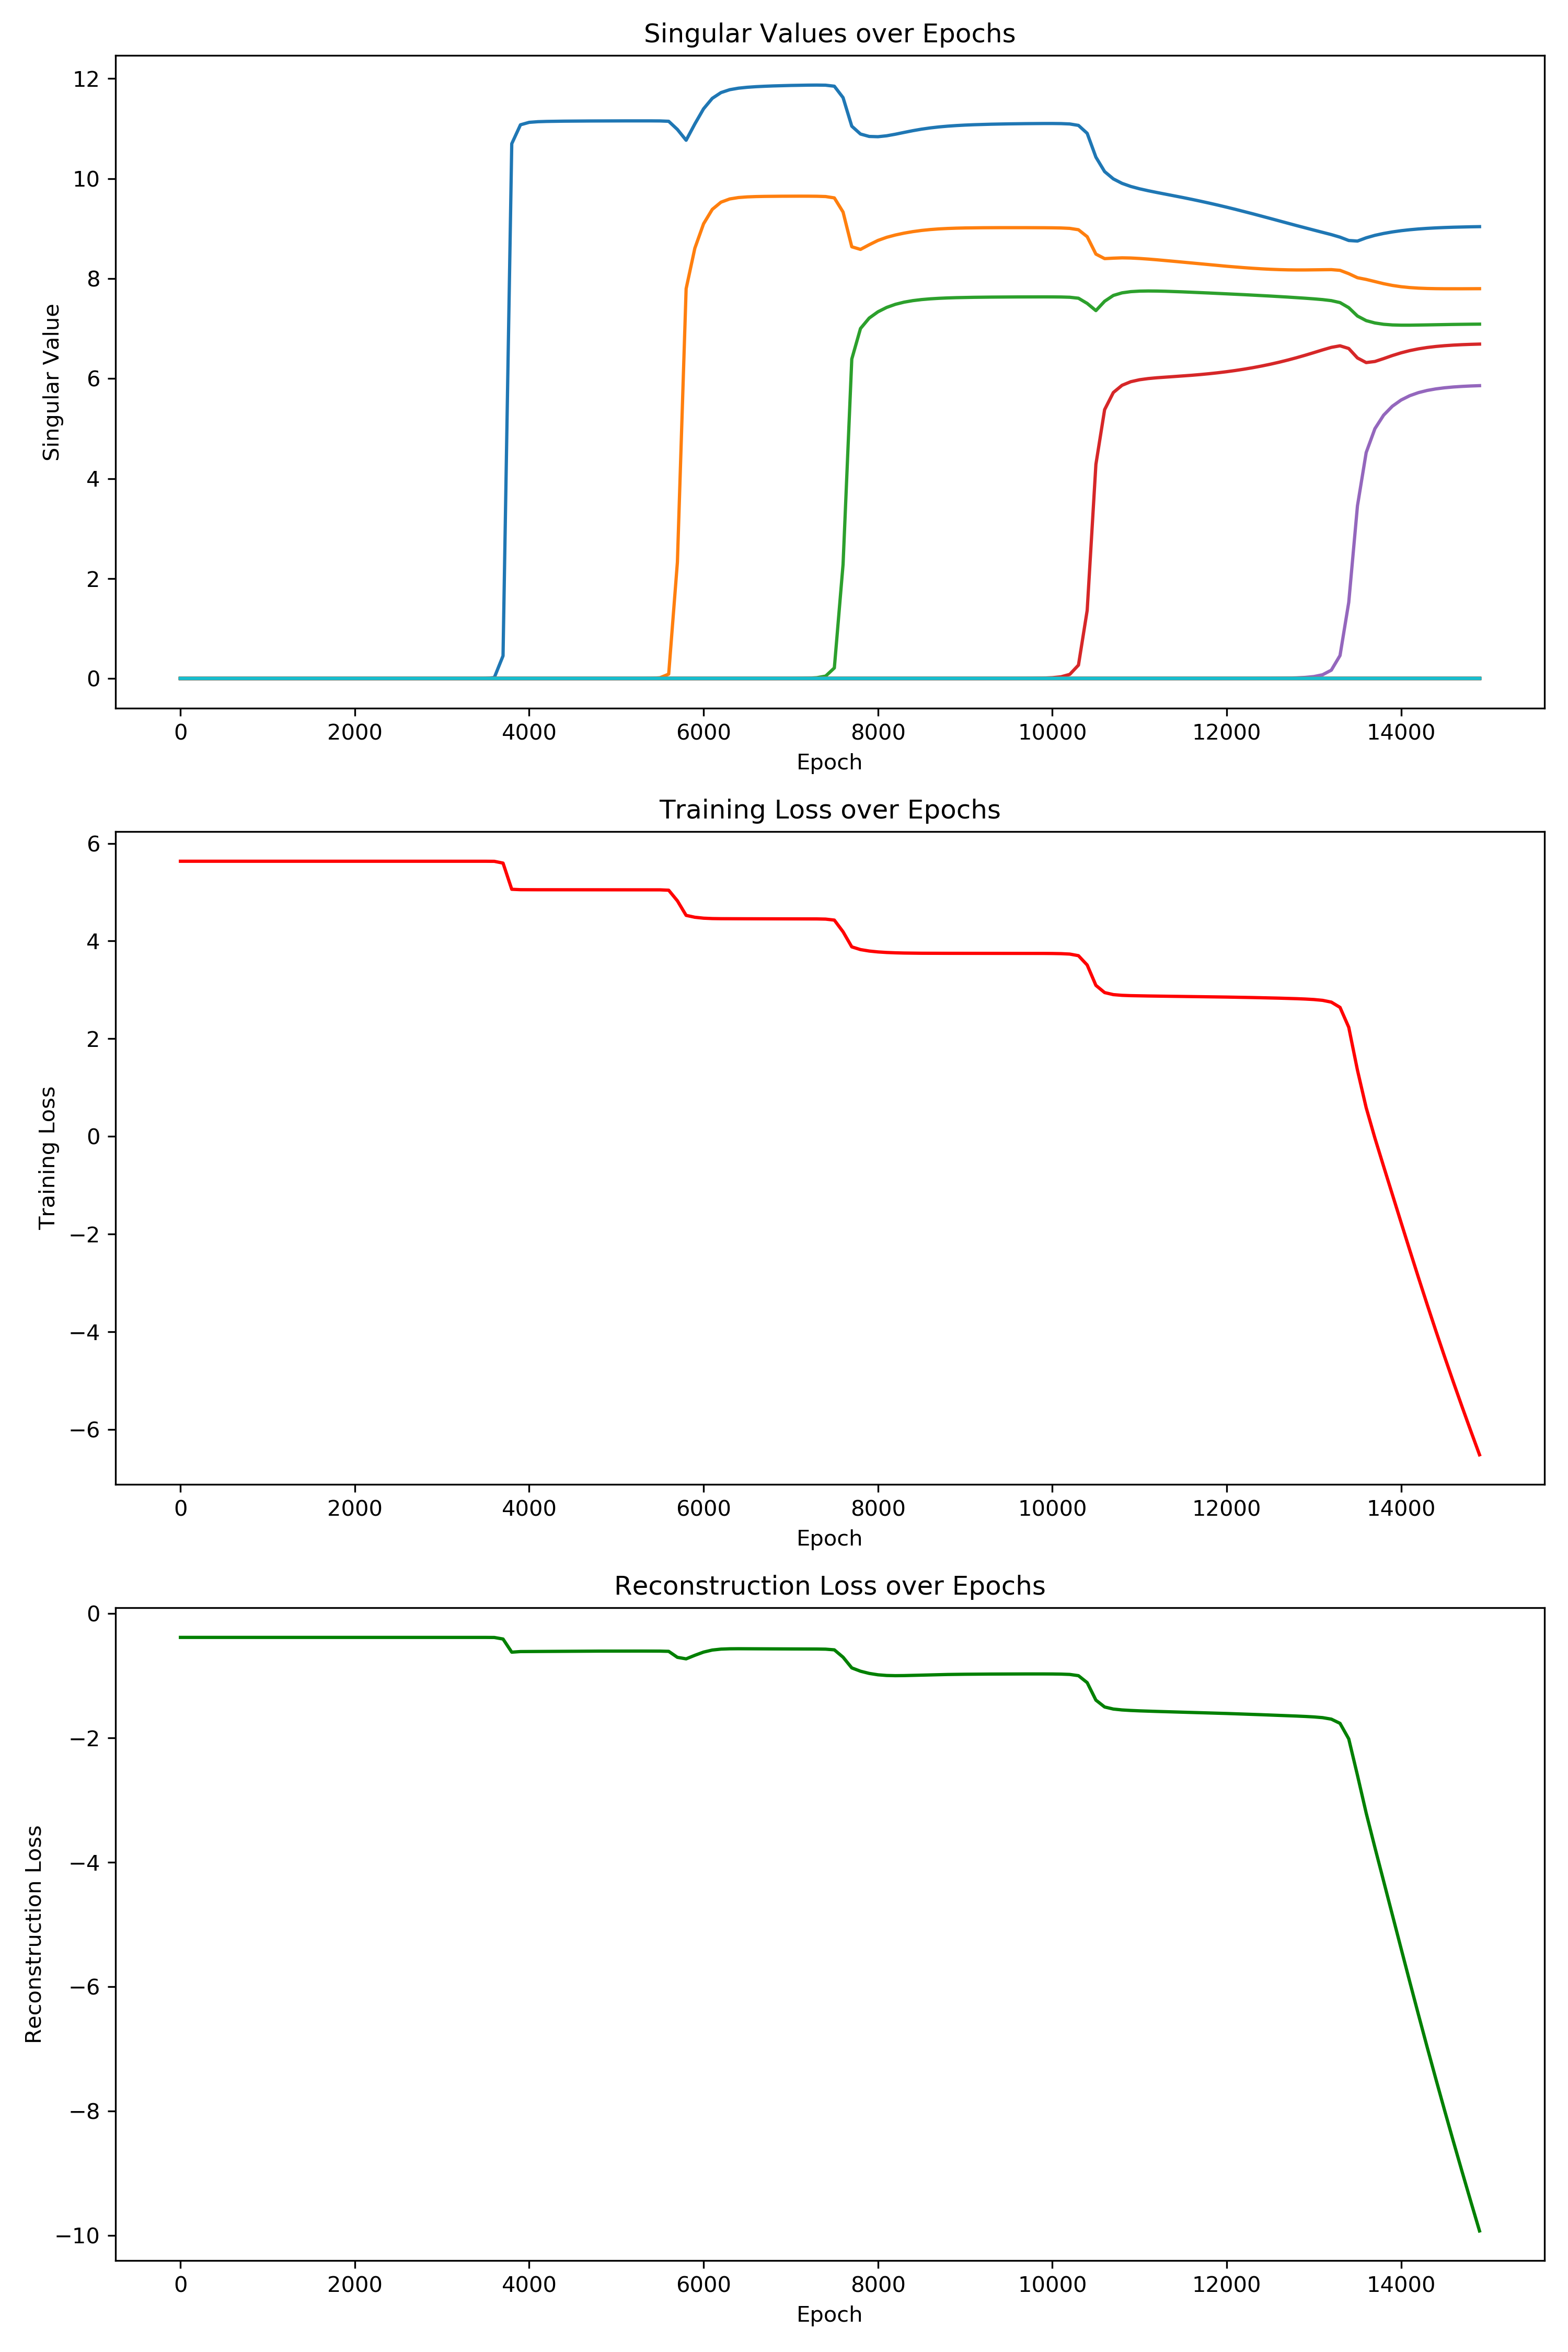 Singular Values over Epochs
12
10
8
6
4
2
0
Singular Value
0 2000 4000 6000 8000 10000 12000 14000
Epoch
Training Loss over Epochs
6
4
2
0
−2
−4
−6
Training Loss
0 2000 4000 6000 8000 10000 12000 14000
Epoch
Reconstruction Loss over Epochs
0
−2
−4
−6
−8
−10
Reconstruction Loss
0 2000 4000 6000 8000 10000 12000 14000
Epoch